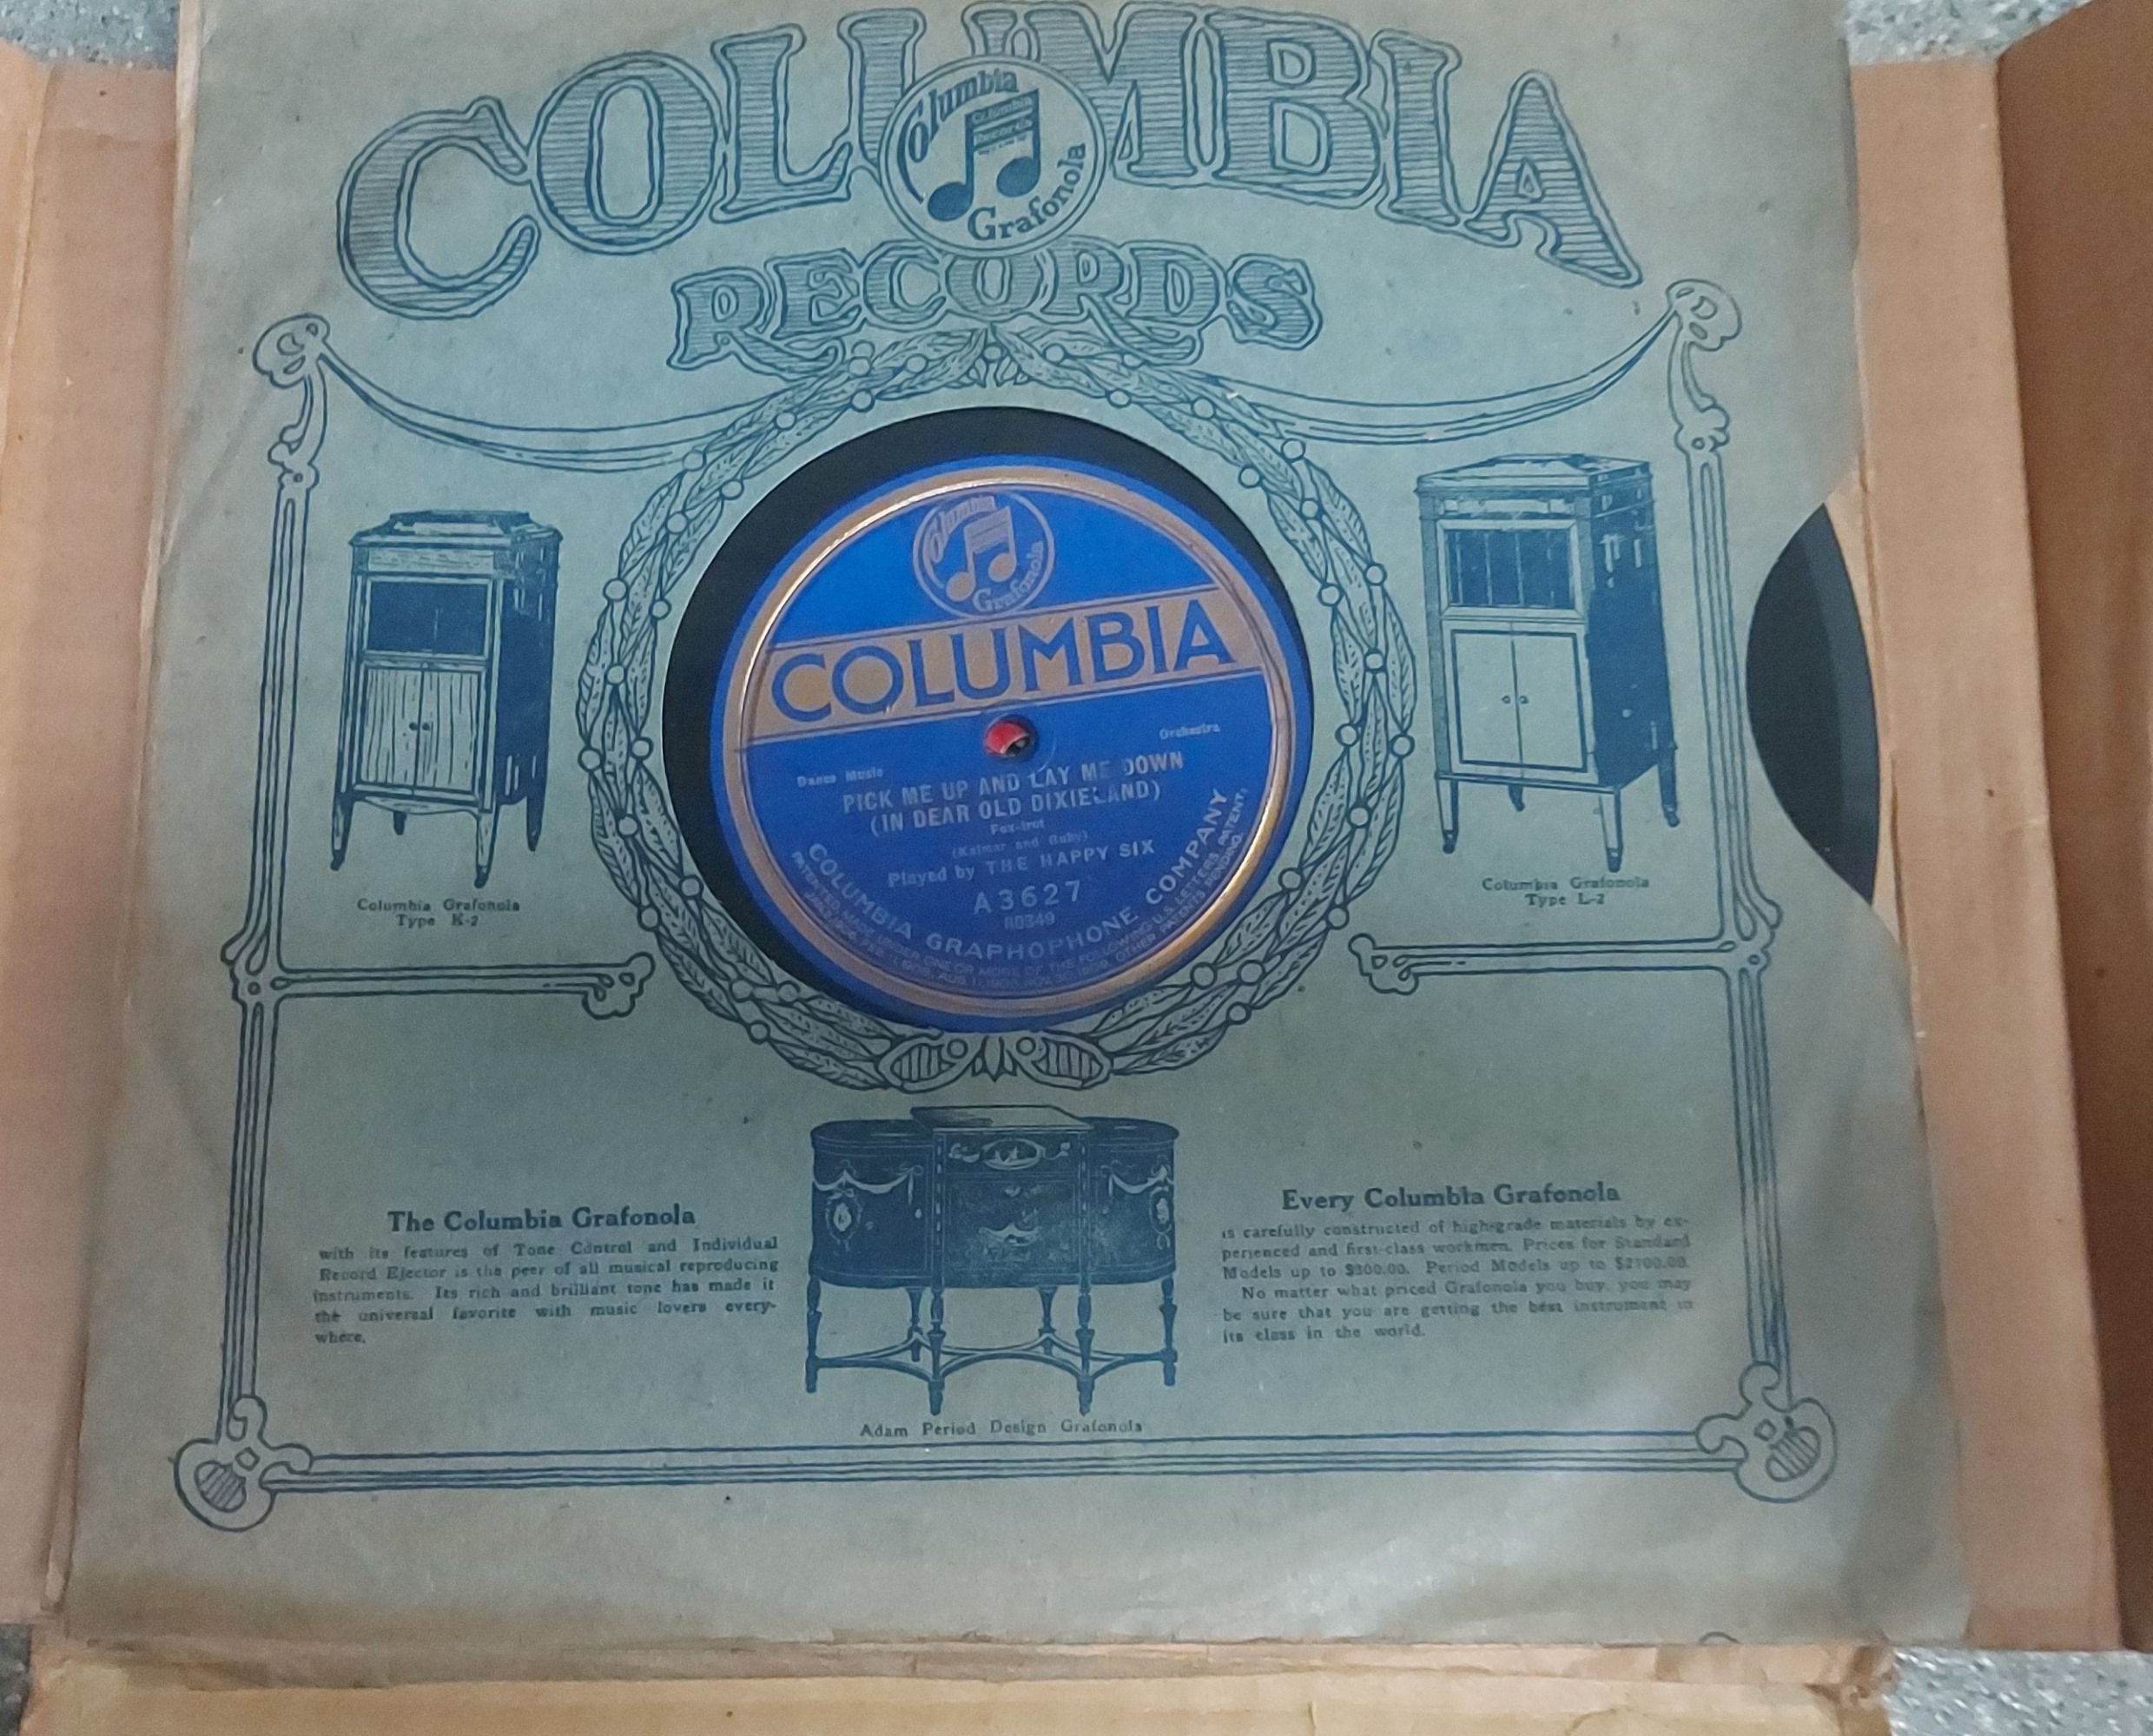 COLUMBIA
Columbia
Grafonola
RECORDS
Columbia
Grafonola
COLUMBIA
Orchestra
Dance Music
PICK ME UP AND LAY ME DOWN
(IN DEAR OLD DIXIELAND)
Fox-trot
(Kalmar and Ruby)
Played by THE HAPPY SIX
A3627
80349
COLUMBIA GRAPHOPHONE COMPANY
Columbia Grafonola
Type K-2
Columbia Grafonola
Type L-2
The Columbia Grafonola
with its features of Tone Control and Individual
Record Ejector is the peer of all musical reproducing
instruments. Its rich and brilliant tone has made it
the universal favorite with music lovers every-
where.
Every Columbia Grafonola
is carefully constructed of high-grade materials by ex-
perienced and first-class workmen. Prices for Standard
Models up to $300.00. Period Models up to $2100.00.
No matter what priced Grafonola you buy, you may
be sure that you are getting the best instrument in
its class in the world.
Adam Period Design Grafonola